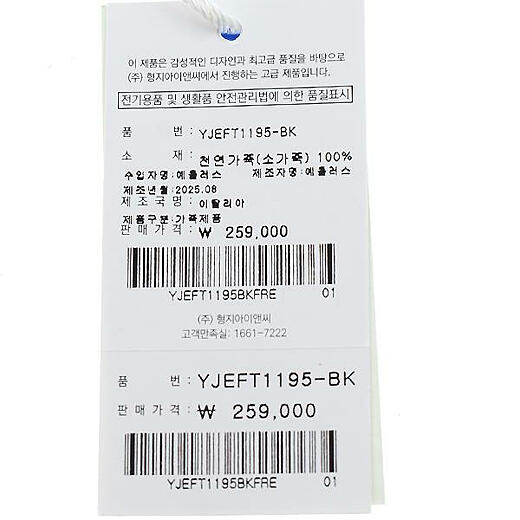 이 제품은 감성적인 디자인과 최고급 품질을 바탕으로
(주) 형지아이앤씨에서 진행하는 고급 제품입니다.
전기용품 및 생활품 안전관리법에 의한 품질표시
품 번 : YJEFT1195-BK
소 재 : 천연가죽(소가죽) 100%
수입자명:예홀러스 제조자명:예홀러스
제조년월:2025.08
제 조 국 명 : 이탈리아
제품구분:가죽제품
판 매 가 격 : ₩ 259,000
YJEFT1195BKFRE 01
(주) 형지아이앤씨
고객만족실: 1661-7222
품 번 : YJEFT1195-BK
판 매 가 격 : ₩ 259,000
YJEFT1195BKFRE 01